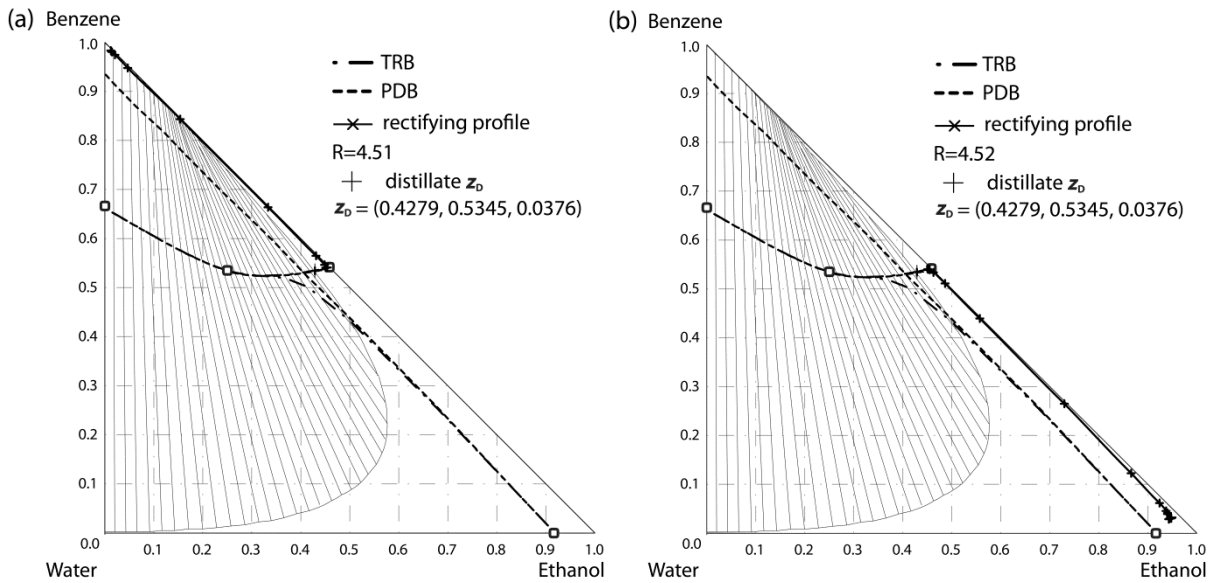 (a) Benzene
1.0
0.9
0.8
0.7
0.6
0.5
0.4
0.3
0.2
0.1
0.0
0.1 0.2 0.3 0.4 0.5 0.6 0.7 0.8 0.9 1.0
Water Ethanol
TRB
PDB
rectifying profile
R=4.51
distillate z_D
z_D = (0.4279, 0.5345, 0.0376)
(b) Benzene
1.0
0.9
0.8
0.7
0.6
0.5
0.4
0.3
0.2
0.1
0.0
0.1 0.2 0.3 0.4 0.5 0.6 0.7 0.8 0.9 1.0
Water Ethanol
TRB
PDB
rectifying profile
R=4.52
distillate z_D
z_D = (0.4279, 0.5345, 0.0376)